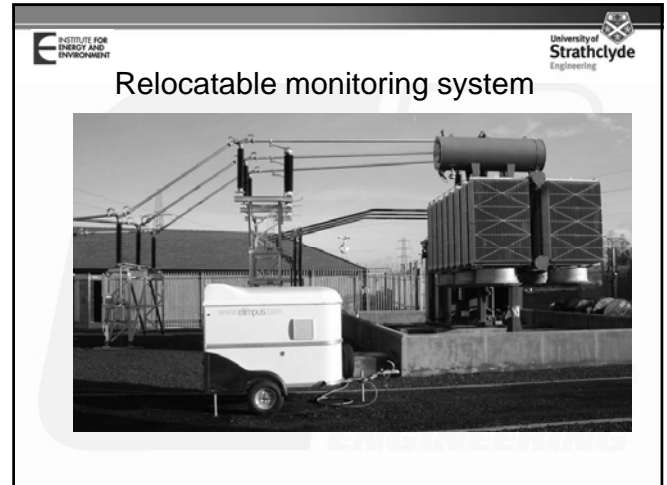 INSTITUTE FOR
ENERGY AND
ENVIRONMENT
University of
Strathclyde
Engineering
Relocatable monitoring system
www.elimpus.com
ENGINEERING